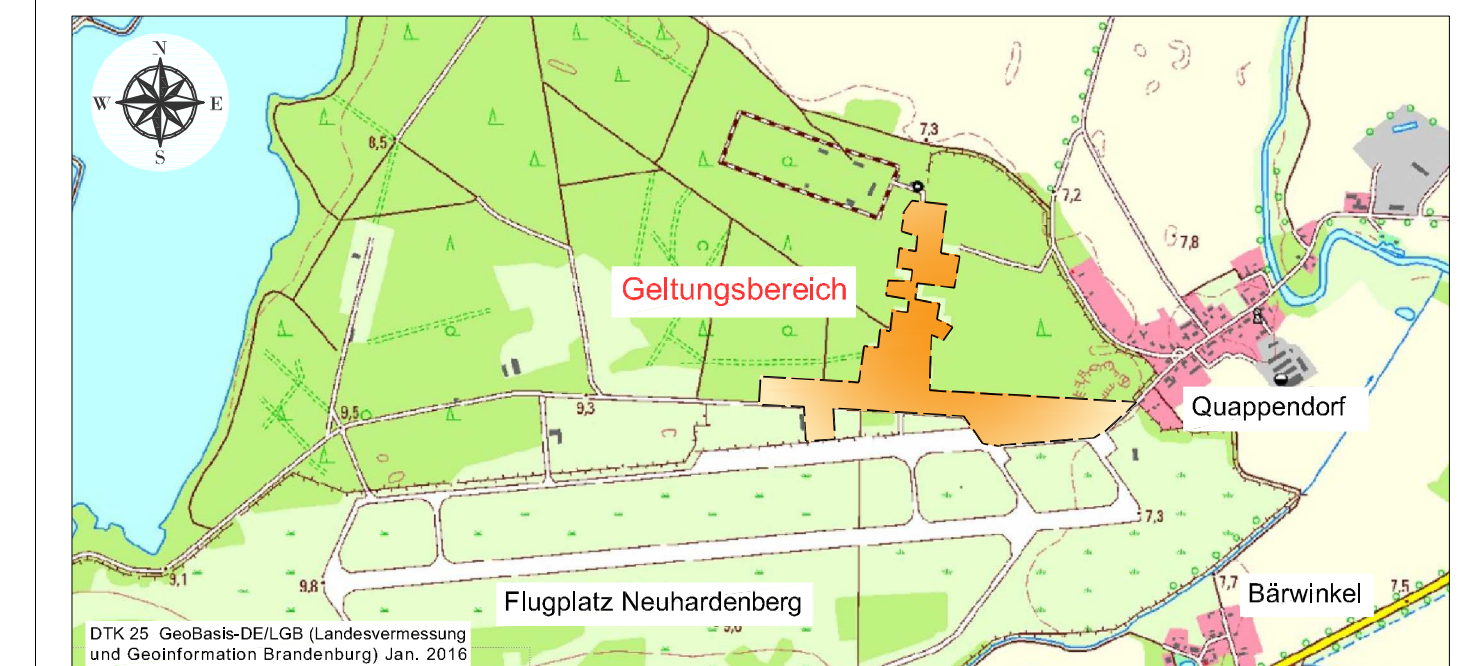 N
W E
S
8,5
7,3
7,2
7,8
Geltungsbereich
9,5
9,3
Quappendorf
7,3
9,1
9,8
Flugplatz Neuhardenberg
7,7
Bärwinkel
7,5
DTK 25 GeoBasis-DE/LGB (Landesvermessung
und Geoinformation Brandenburg) Jan. 2016